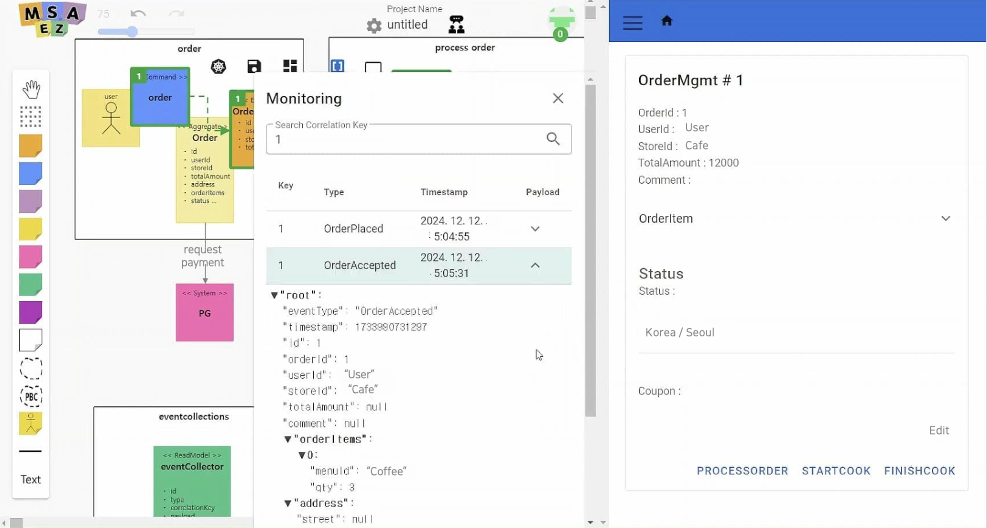 MSA
EZ
75
Project Name
untitled
0
order
process order
user
1
Command >>
order
1
<< Aggregate >
Order
id
userId
storeId
totalAmount
address
orderItems
status ...
request
payment
<< System >>
PG
eventcollections
<< ReadModel >>
eventCollector
id
type
correlationKey
PBC
Text
Monitoring
Search Correlation Key
1
Key Type Timestamp Payload
1 OrderPlaced 2024. 12. 12. . 5:04:55
1 OrderAccepted 2024. 12. 12. . 5:05:31
▼"root":
"eventType": "OrderAccepted"
"timestamp": 1733990731297
"id": 1
"orderId": 1
"userId": "User"
"storeId": "Cafe"
"totalAmount": null
"comment": null
▼"orderItems":
▼0:
"menuId": "Coffee"
"qty": 3
▼"address":
"street": null
OrderMgmt # 1
OrderId : 1
UserId : User
StoreId : Cafe
TotalAmount : 12000
Comment :
OrderItem
Status
Status :
Korea / Seoul
Coupon :
Edit
PROCESSORDER STARTCOOK FINISHCOOK